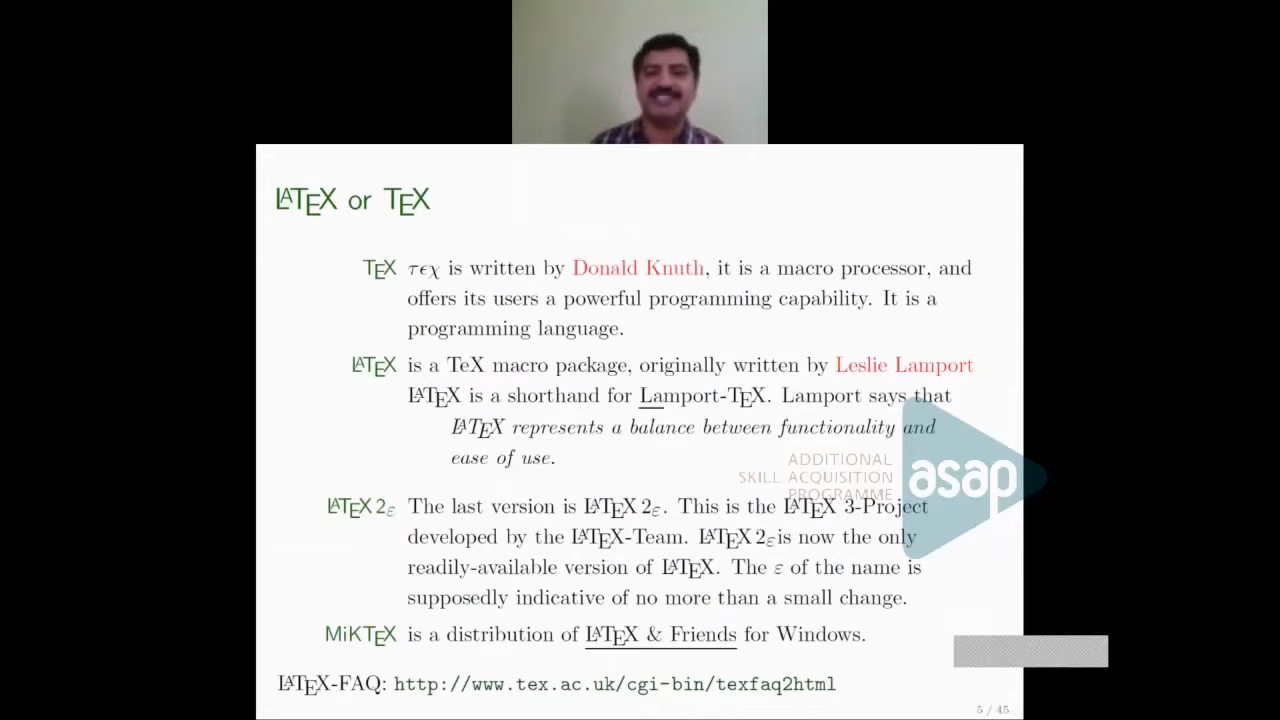 LATEX or TEX
TEX τϵχ is written by Donald Knuth, it is a macro processor, and
offers its users a powerful programming capability. It is a
programming language.
LATEX is a TeX macro package, originally written by Leslie Lamport
LATEX is a shorthand for Lamport-TEX. Lamport says that
LATEX represents a balance between functionality and
ease of use.
ADDITIONAL
SKILL ACQUISITION
PROGRAMME
asap
LATEX 2ε The last version is LATEX 2ε. This is the LATEX 3-Project
developed by the LATEX-Team. LATEX 2ε is now the only
readily-available version of LATEX. The ε of the name is
supposedly indicative of no more than a small change.
MiKTEX is a distribution of LATEX & Friends for Windows.
LATEX-FAQ: http://www.tex.ac.uk/cgi-bin/texfaq2html
5 / 45